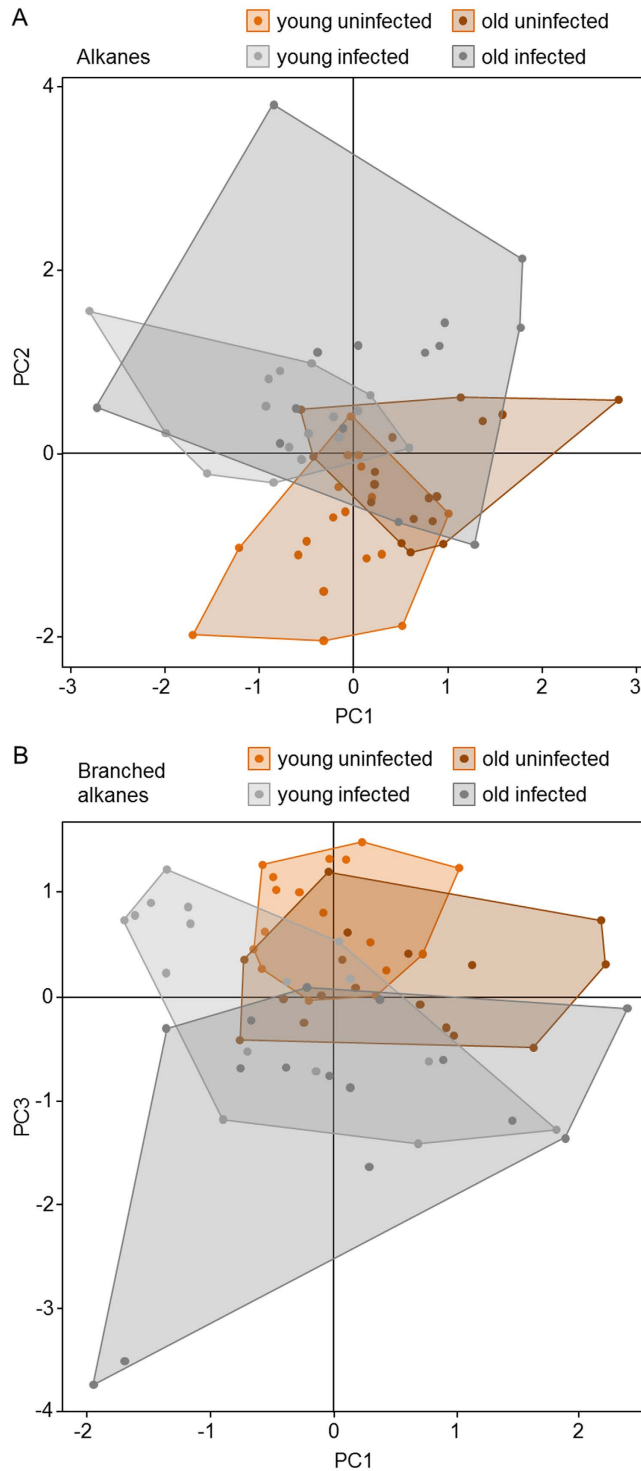 A
young uninfected
old uninfected
Alkanes
young infected
old infected
4
2
0
-2
PC2
-3
-2
-1
0
1
2
3
PC1
B
young uninfected
old uninfected
Branched
alkanes
young infected
old infected
1
0
-1
-2
-3
-4
PC3
-2
-1
0
1
2
PC1